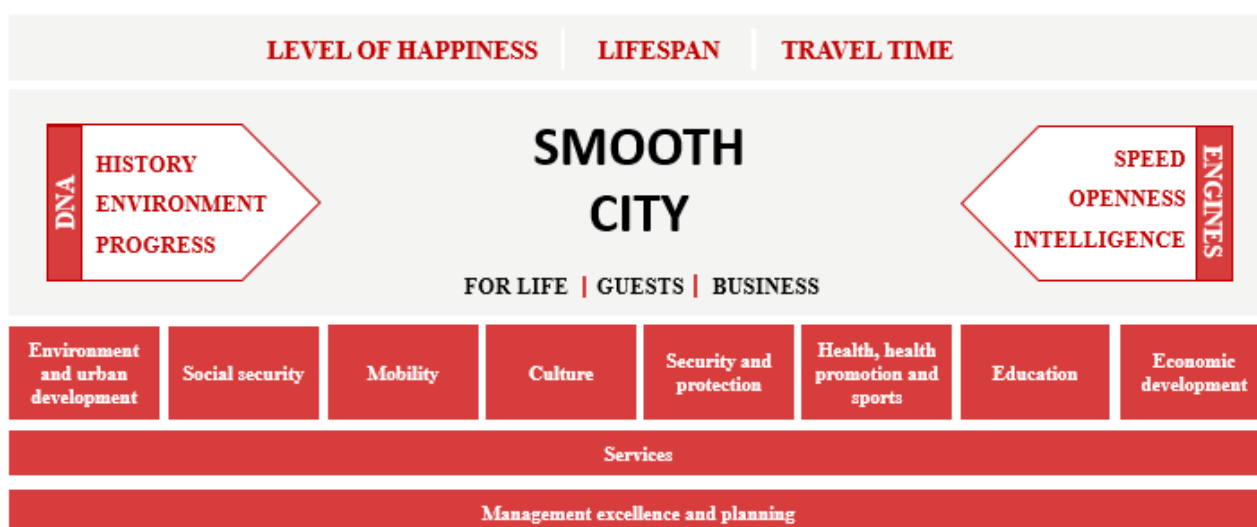 LEVEL OF HAPPINESS LIFESPAN TRAVEL TIME
DNA
HISTORY
ENVIRONMENT
PROGRESS
SMOOTH
CITY
FOR LIFE | GUESTS | BUSINESS
SPEED
OPENNESS
INTELLIGENCE
ENGINES
Environment
and urban
development
Social security
Mobility
Culture
Security and
protection
Health, health
promotion and
sports
Education
Economic
development
Services
Management excellence and planning